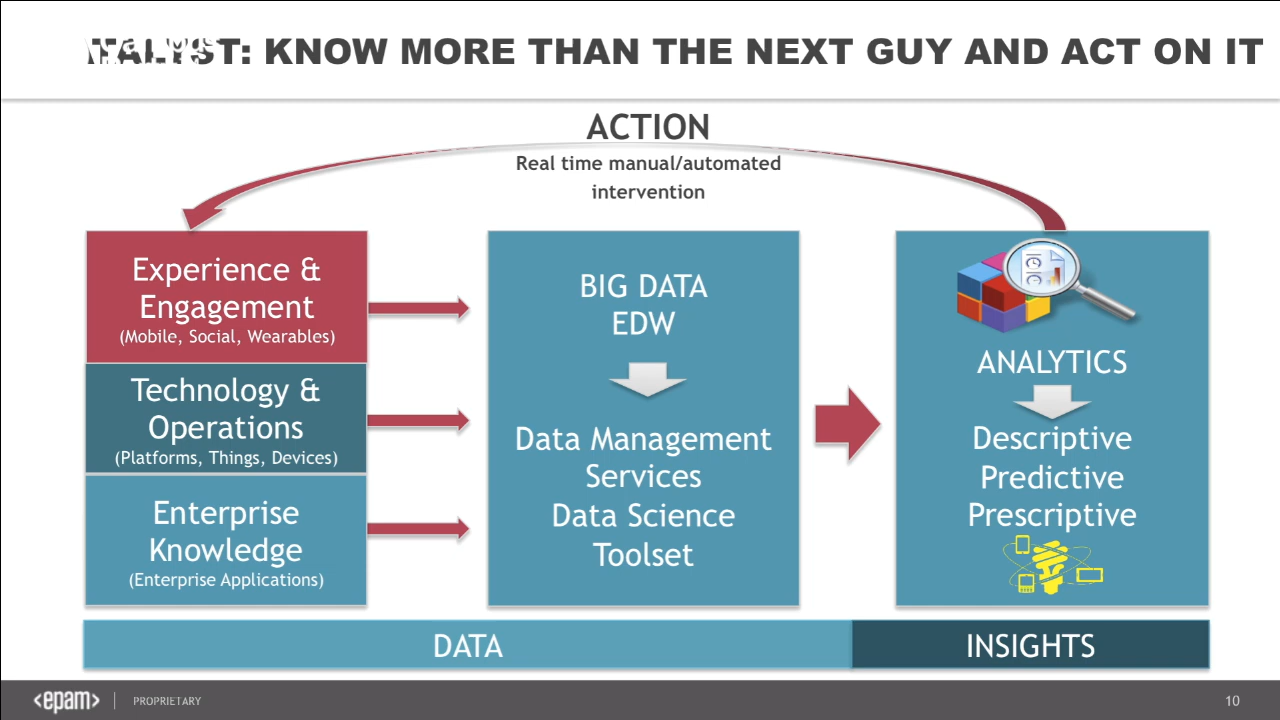 ANALYST: KNOW MORE THAN THE NEXT GUY AND ACT ON IT
ACTION
Real time manual/automated
intervention
Experience &
Engagement
(Mobile, Social, Wearables)
Technology &
Operations
(Platforms, Things, Devices)
Enterprise
Knowledge
(Enterprise Applications)
BIG DATA
EDW
Data Management
Services
Data Science
Toolset
ANALYTICS
Descriptive
Predictive
Prescriptive
DATA
INSIGHTS
<epam>
PROPRIETARY
10